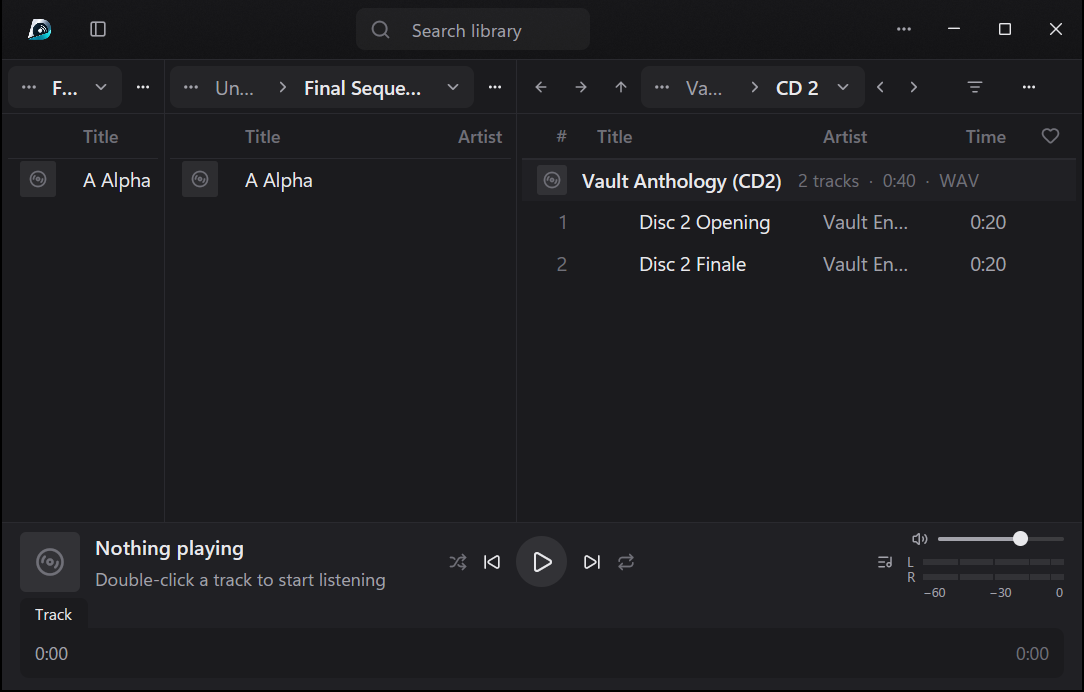 Search library
F...
Un... Final Seque...
Va... CD 2
Title
Title Artist
# Title Artist Time
A Alpha
A Alpha
Vault Anthology (CD2) 2 tracks · 0:40 · WAV
1 Disc 2 Opening Vault En... 0:20
2 Disc 2 Finale Vault En... 0:20
Nothing playing
Double-click a track to start listening
L
R
−60 −30 0
Track
0:00 0:00